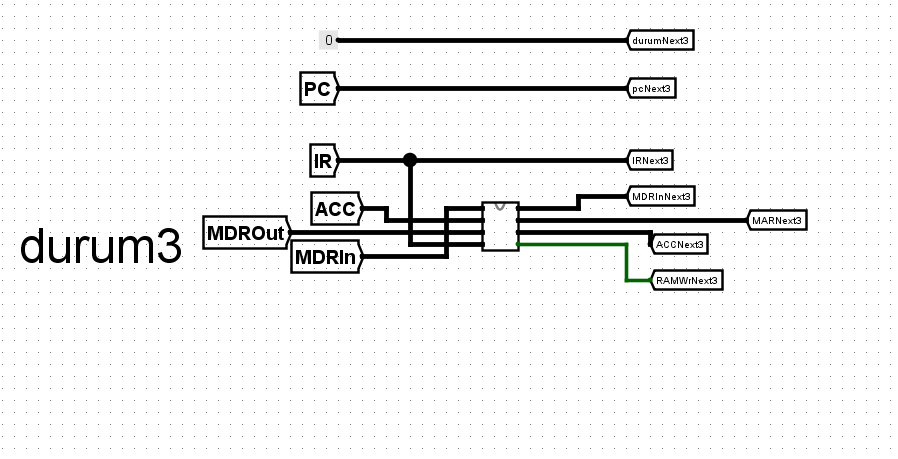 0
durumNext3
PC
pcNext3
IR
IRNext3
ACC
MDRInNext3
MDROut
MARNext3
durum3
MDRIn
ACCNext3
RAMWrNext3